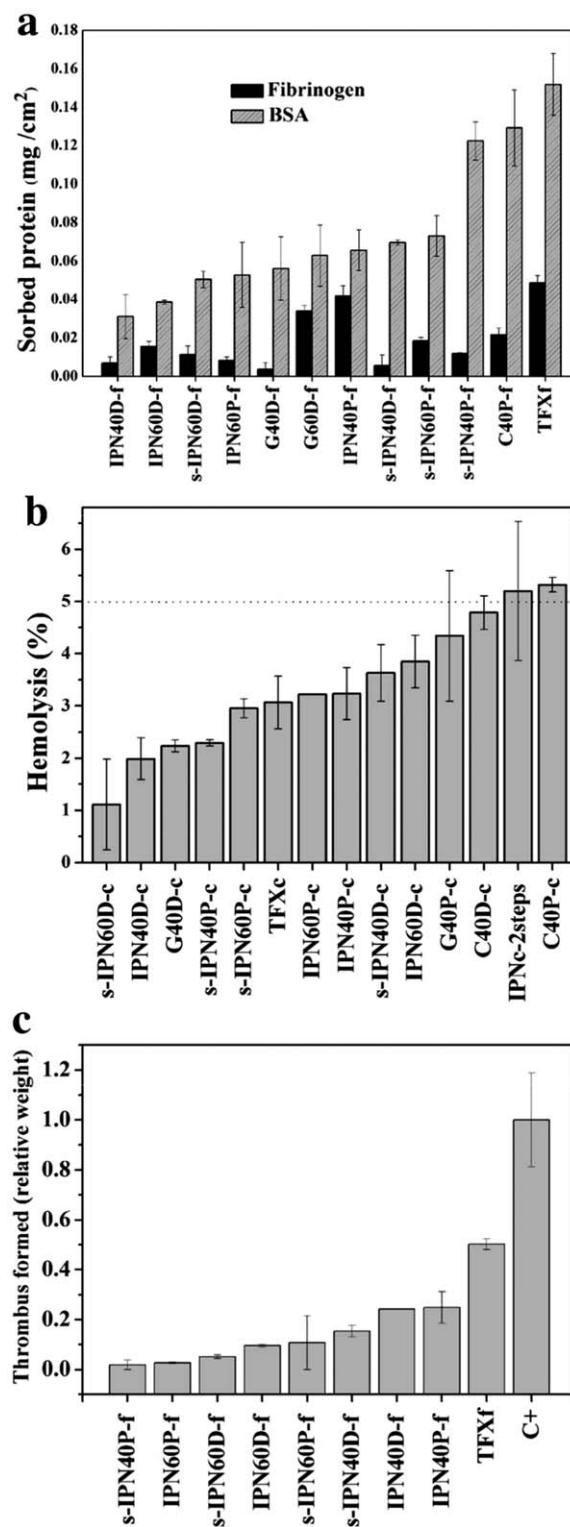 a
Sorbed protein (mg /cm²)
0.18
0.16
0.14
0.12
0.10
0.08
0.06
0.04
0.02
0.00
Fibrinogen
BSA
IPN40D-f
IPN60D-f
s-IPN60D-f
IPN60P-f
G40D-f
G60D-f
IPN40P-f
s-IPN40D-f
s-IPN60P-f
s-IPN40P-f
C40P-f
TFXf
b
Hemolysis (%)
6
5
4
3
2
1
0
s-IPN60D-c
IPN40D-c
G40D-c
s-IPN40P-c
s-IPN60P-c
TFXc
IPN60P-c
IPN40P-c
s-IPN40D-c
IPN60D-c
G40P-c
C40D-c
IPNc-2steps
C40P-c
c
Thrombus formed (relative weight)
1.2
1.0
0.8
0.6
0.4
0.2
0.0
s-IPN40P-f
IPN60P-f
s-IPN60D-f
IPN60D-f
s-IPN60P-f
s-IPN40D-f
IPN40D-f
IPN40P-f
TFXf
C+